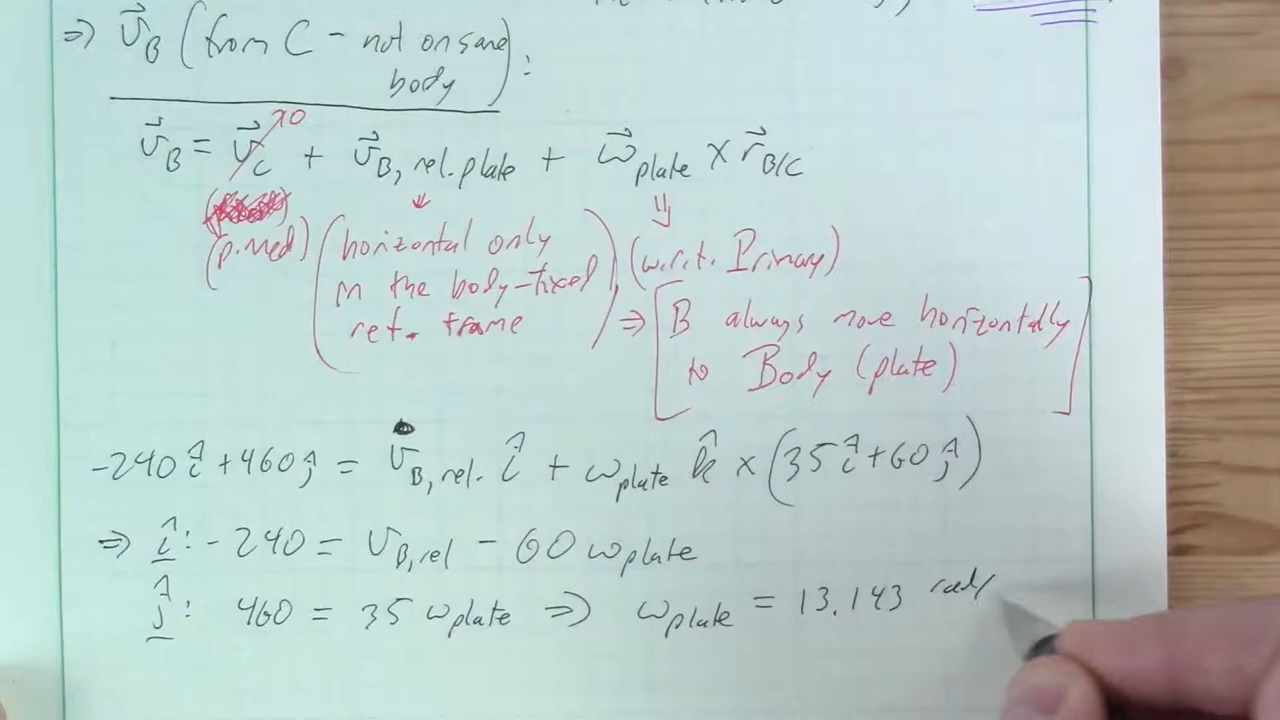 ⇒ v⃗_B (from C - not on same
body):
v⃗_B = v⃗_C ↗0 + v⃗_B, rel. plate + ω⃗_plate × r⃗_B/C
(pinned) (horizontal only (w.r.t. Primary)
in the body-fixed
ref. frame) ⇒ [B always move horizontally
to Body (plate)]
-240 î + 460 ĵ = v_B, rel. î + ω_plate k̂ × (35 î + 60 ĵ)
⇒ î: -240 = v_B, rel - 60 ω_plate
ĵ: 460 = 35 ω_plate ⇒ ω_plate = 13.143 rad/